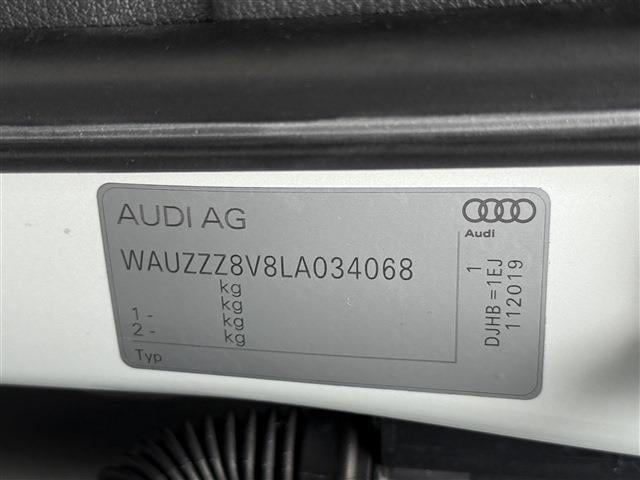 AUDI AG
Audi
WAUZZZ8V8LA034068
kg
kg
1 - kg
2 - kg
Typ
1
DJHB =1EJ
112019